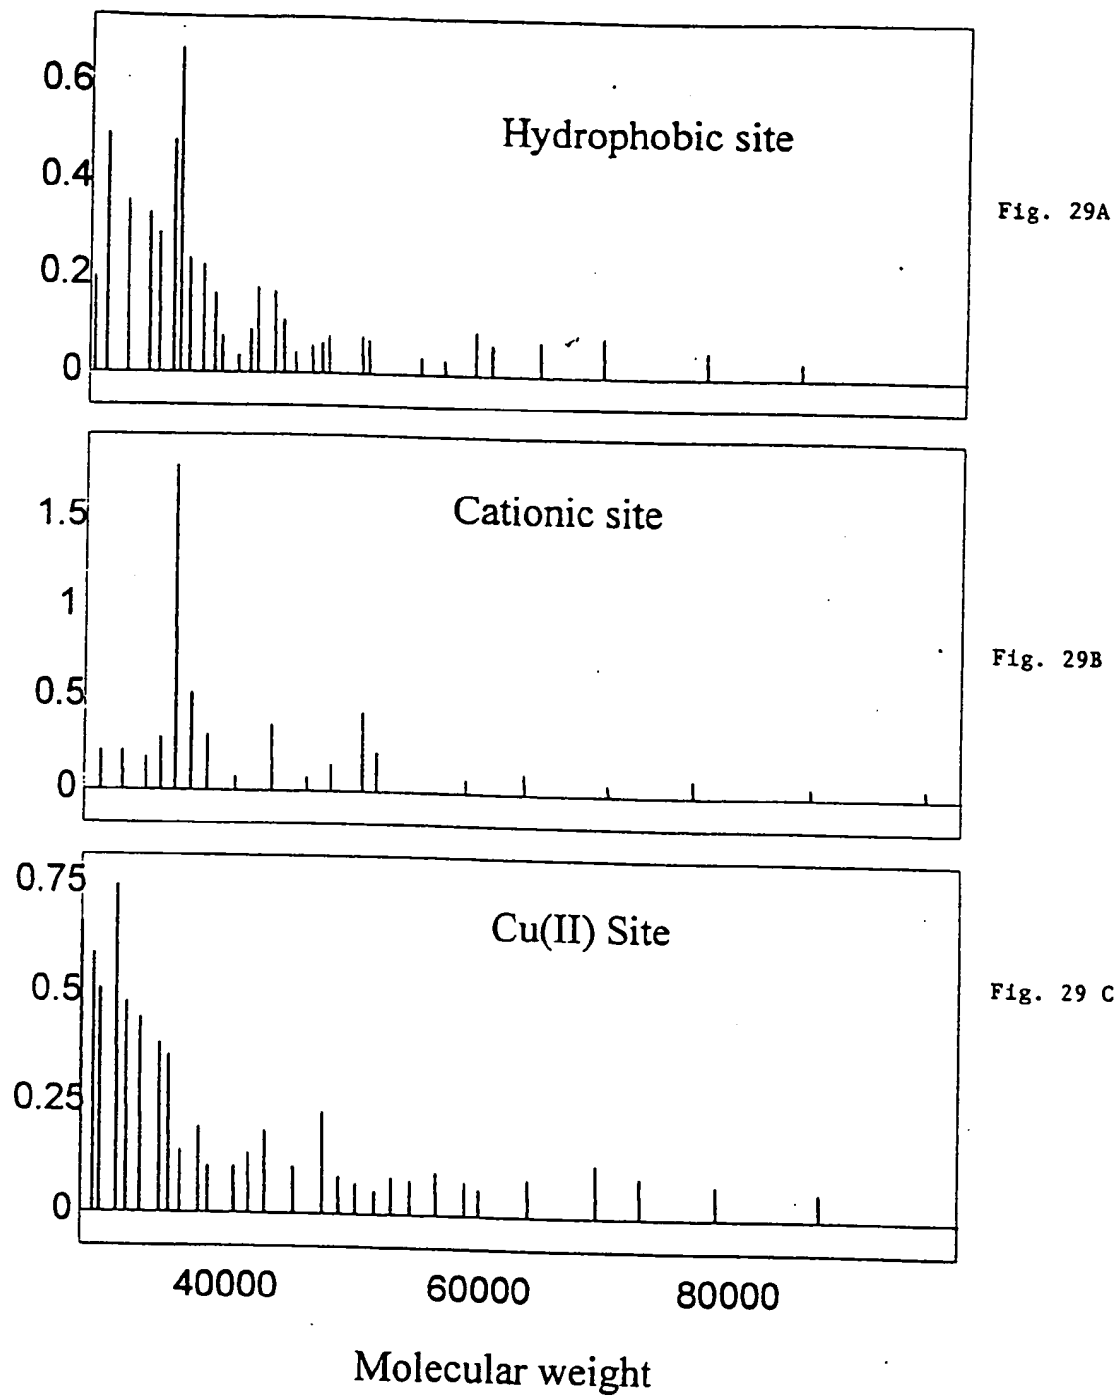 0.6
Hydrophobic site
0.4
Fig. 29A
0.2
0
1.5
Cationic site
1
Fig. 29B
0.5
0
0.75
Cu(II) Site
0.5
Fig. 29 C
0.25
0
40000 60000 80000
Molecular weight